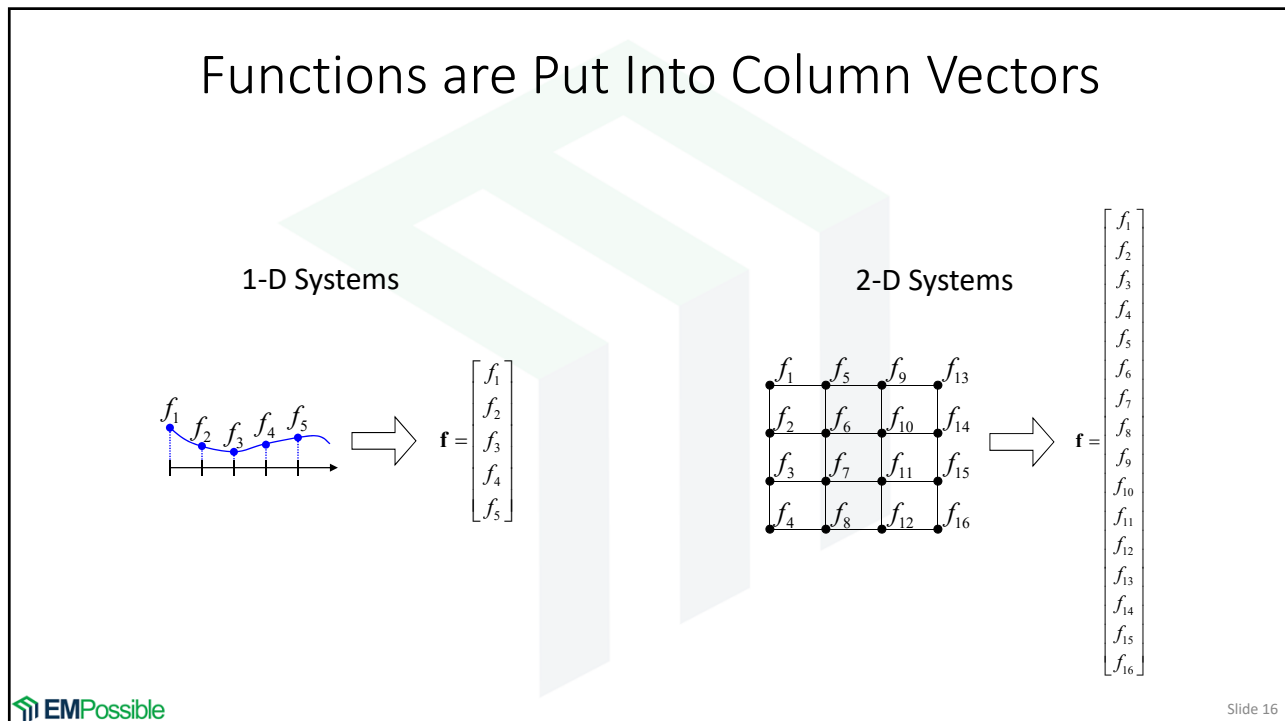 Functions are Put Into Column Vectors
1-D Systems
f₁ f₂ f₃ f₄ f₅
f =
f₁
f₂
f₃
f₄
f₅
2-D Systems
f₁ f₅ f₉ f₁₃
f₂ f₆ f₁₀ f₁₄
f₃ f₇ f₁₁ f₁₅
f₄ f₈ f₁₂ f₁₆
f =
f₁
f₂
f₃
f₄
f₅
f₆
f₇
f₈
f₉
f₁₀
f₁₁
f₁₂
f₁₃
f₁₄
f₁₅
f₁₆
EMPossible
Slide 16